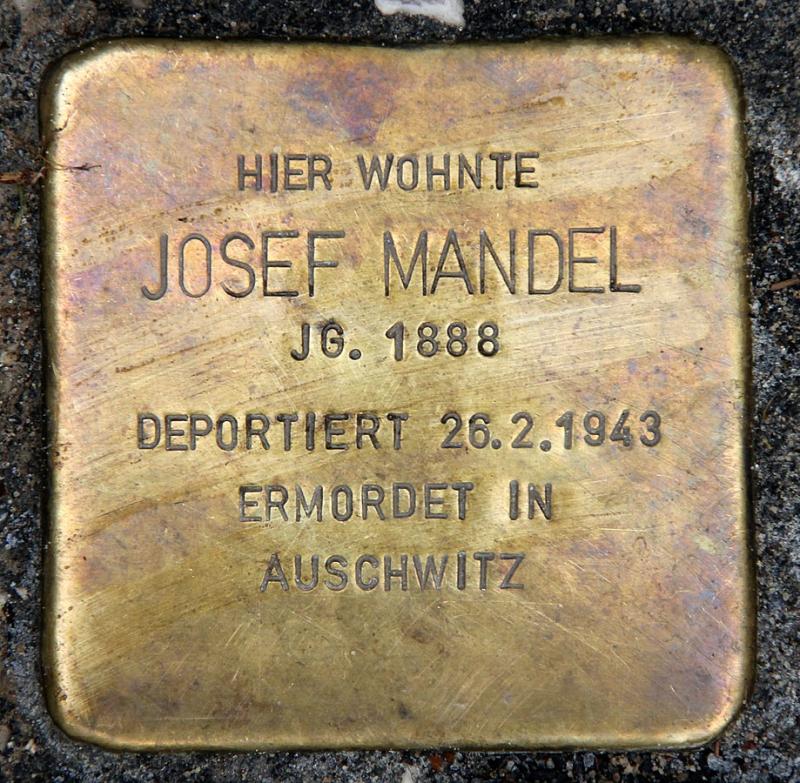 HIER WOHNTE
JOSEF MANDEL
JG. 1888
DEPORTIERT 26.2.1943
ERMORDET IN
AUSCHWITZ